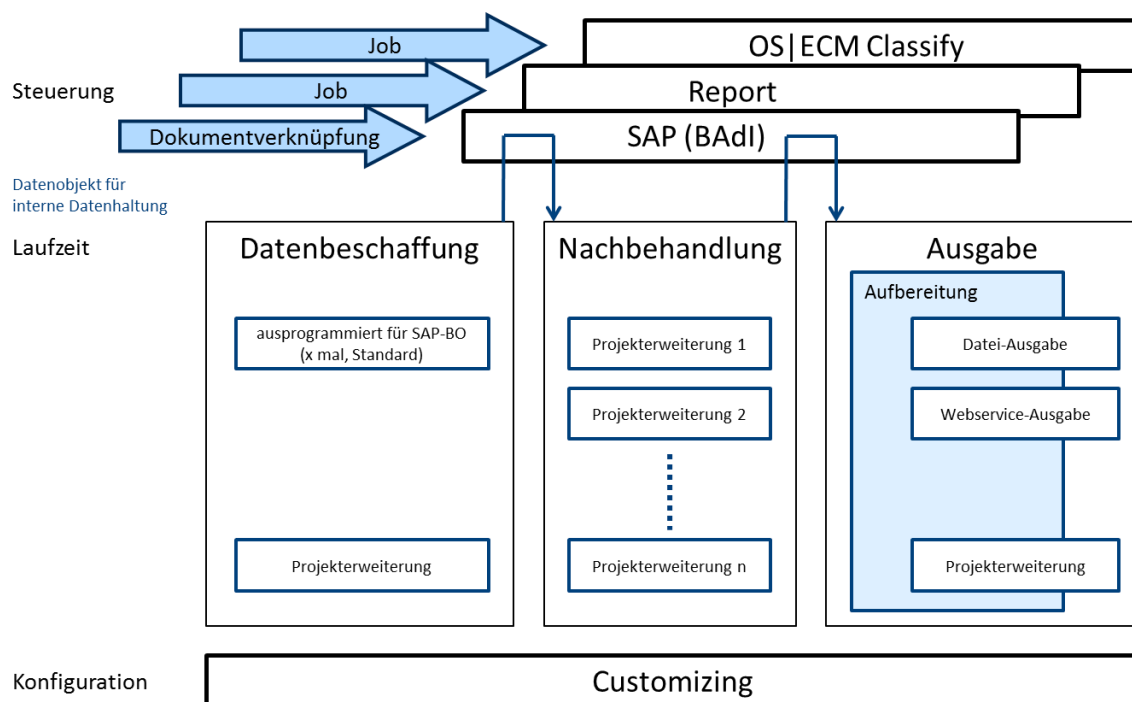 Job
OS|ECM Classify
Steuerung
Job
Report
Dokumentverknüpfung
SAP (BAdI)
Datenobjekt für
interne Datenhaltung
Laufzeit
Datenbeschaffung
Nachbehandlung
Ausgabe
Aufbereitung
ausprogrammiert für SAP-BO
(x mal, Standard)
Projekterweiterung 1
Datei-Ausgabe
Projekterweiterung 2
Webservice-Ausgabe
Projekterweiterung
Projekterweiterung n
Projekterweiterung
Konfiguration
Customizing